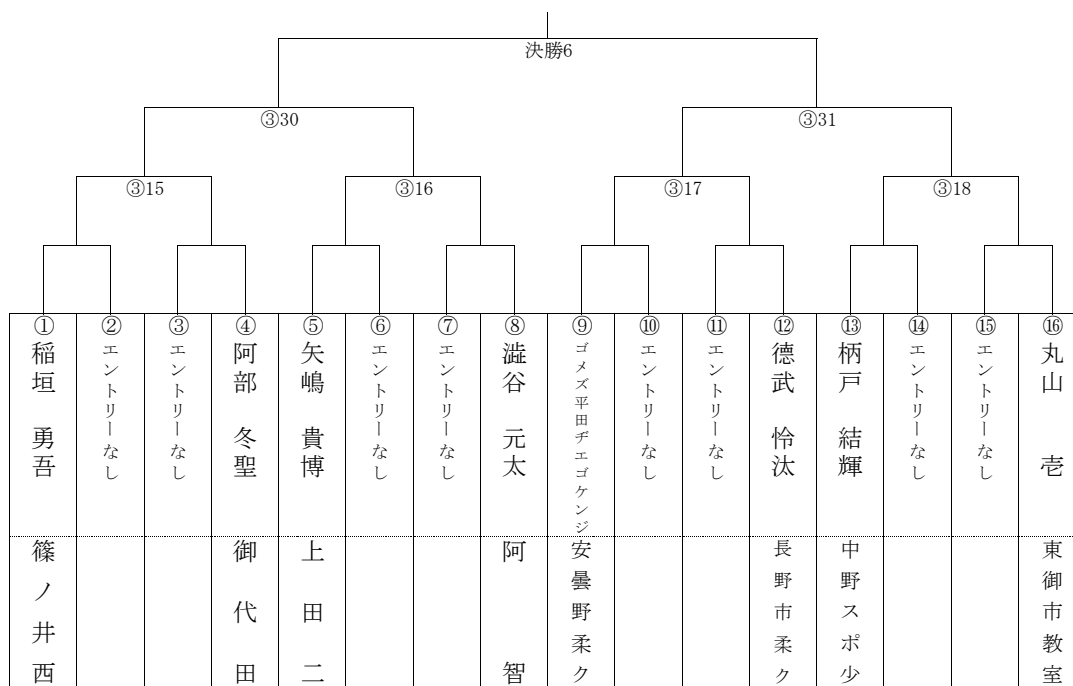 決勝6
③30
③31
③15
③16
③17
③18
①
稲垣 勇吾
篠ノ井西
②
エントリーなし
③
エントリーなし
④
阿部 冬聖
御代田
⑤
矢嶋 貴博
上田二
⑥
エントリーなし
⑦
エントリーなし
⑧
澁谷 元太
阿智
⑨
ゴメズ平田ヂエゴケンジ
安曇野柔ク
⑩
エントリーなし
⑪
エントリーなし
⑫
德武 怜汰
長野市柔ク
⑬
柄戸 結輝
中野スポ少
⑭
エントリーなし
⑮
エントリーなし
⑯
丸山 壱
東御市教室